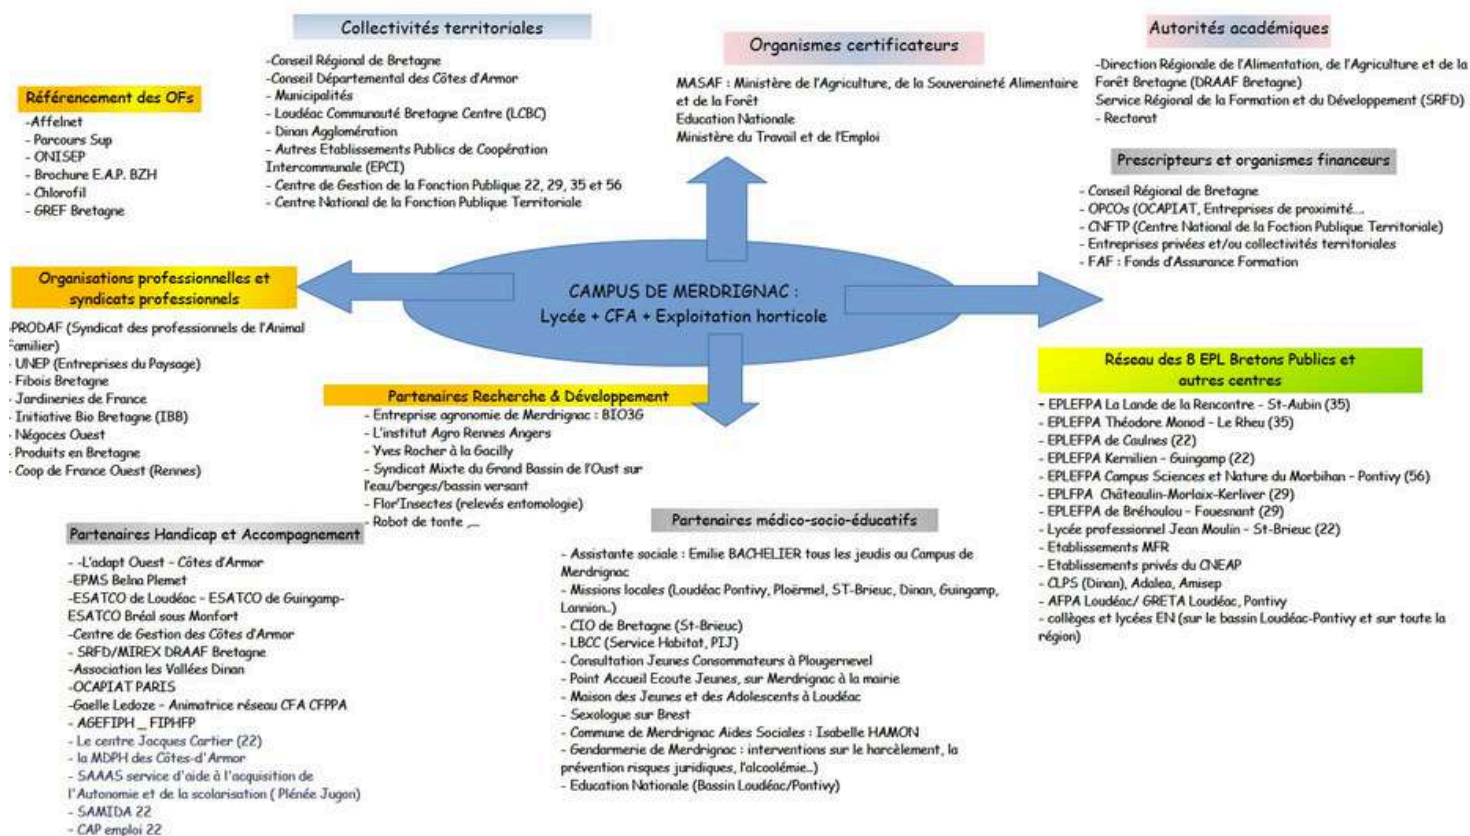 Collectivités territoriales
-Conseil Régional de Bretagne
-Conseil Départemental des Côtes d'Armor
- Municipalités
- Loudéac Communauté Bretagne Centre (LCBC)
- Dinan Agglomération
- Autres Etablissements Publics de Coopération
Intercommunale (EPCI)
- Centre de Gestion de la Fonction Publique 22, 29, 35 et 56
- Centre National de la Fonction Publique Territoriale
Organismes certificateurs
MASAF : Ministère de l'Agriculture, de la Souveraineté Alimentaire
et de la Forêt
Education Nationale
Ministère du Travail et de l'Emploi
Autorités académiques
-Direction Régionale de l'Alimentation, de l'Agriculture et de la
Forêt Bretagne (DRAAF Bretagne)
Service Régional de la Formation et du Développement (SRFD)
- Rectorat
Référencement des OFs
-Affelnet
- Parcours Sup
- ONISEP
- Brochure E.A.P. BZH
- Chlorofil
- GREF Bretagne
Prescripteurs et organismes financeurs
- Conseil Régional de Bretagne
- OPCOs (OCAPIAT, Entreprises de proximité...
- CNFTP (Centre National de la Foction Publique Territoriale)
- Entreprises privées et/ou collectivités territoriales
- FAF : Fonds d'Assurance Formation
Organisations professionnelles et
syndicats professionnels
-PRODAF (Syndicat des professionnels de l'Animal
Familier)
- UNEP (Entreprises du Paysage)
- Fibois Bretagne
- Jardineries de France
- Initiative Bio Bretagne (IBB)
- Négoces Ouest
- Produits en Bretagne
- Coop de France Ouest (Rennes)
CAMPUS DE MERDRIGNAC :
Lycée + CFA + Exploitation horticole
Partenaires Recherche & Développement
- Entreprise agronomie de Merdrignac : BIO3G
- L'institut Agro Rennes Angers
- Yves Rocher à la Gacilly
- Syndicat Mixte du Grand Bassin de l'Oust sur
l'eau/berges/bassin versant
- Flor'Insectes (relevés entomologie)
- Robot de tonte ,...
Réseau des 8 EPL Bretons Publics et
autres centres
- EPLEFPA La Lande de la Rencontre - St-Aubin (35)
- EPLEFPA Théodore Monod - Le Rheu (35)
- EPLEFPA de Caulnes (22)
- EPLEFPA Kernilien - Guingamp (22)
- EPLEFPA Campus Sciences et Nature du Morbihan - Pontivy (56)
- EPLFPA Châteaulin-Morlaix-Kerliver (29)
- EPLEFPA de Bréhoulou - Fouesnant (29)
- Lycée professionnel Jean Moulin - St-Brieuc (22)
- Etablissements MFR
- Etablissements privés du CNEAP
- CLPS (Dinan), Adalea, Amisep
- AFPA Loudéac/ GRETA Loudéac, Pontivy
- collèges et lycées EN (sur le bassin Loudéac-Pontivy et sur toute la
région)
Partenaires Handicap et Accompagnement
- -L'adapt Ouest - Côtes d'Armor
-EPMS Belna Plemet
-ESATCO de Loudéac - ESATCO de Guingamp-
ESATCO Bréal sous Monfort
-Centre de Gestion des Côtes d'Armor
- SRFD/MIREX DRAAF Bretagne
-Association les Vallées Dinan
-OCAPIAT PARIS
-Gaelle Ledoze - Animatrice réseau CFA CFPPA
- AGEFIPH _ FIPHFP
- Le centre Jacques Cartier (22)
- la MDPH des Côtes-d'Armor
- SAAAS service d'aide à l'acquisition de
l'Autonomie et de la scolarisation ( Plénée Jugon)
- SAMIDA 22
- CAP emploi 22
Partenaires médico-socio-éducatifs
- Assistante sociale : Emilie BACHELIER tous les jeudis au Campus de
Merdrignac
- Missions locales (Loudéac Pontivy, Ploërmel, ST-Brieuc, Dinan, Guingamp,
Lannion..)
- CIO de Bretagne (St-Brieuc)
- LBCC (Service Habitat, PIJ)
- Consultation Jeunes Consommateurs à Plougernevel
- Point Accueil Ecoute Jeunes, sur Merdrignac à la mairie
- Maison des Jeunes et des Adolescents à Loudéac
- Sexologue sur Brest
- Commune de Merdrignac Aides Sociales : Isabelle HAMON
- Gendarmerie de Merdrignac : interventions sur le harcèlement, la
prévention risques juridiques, l'alcoolémie...)
- Education Nationale (Bassin Loudéac/Pontivy)